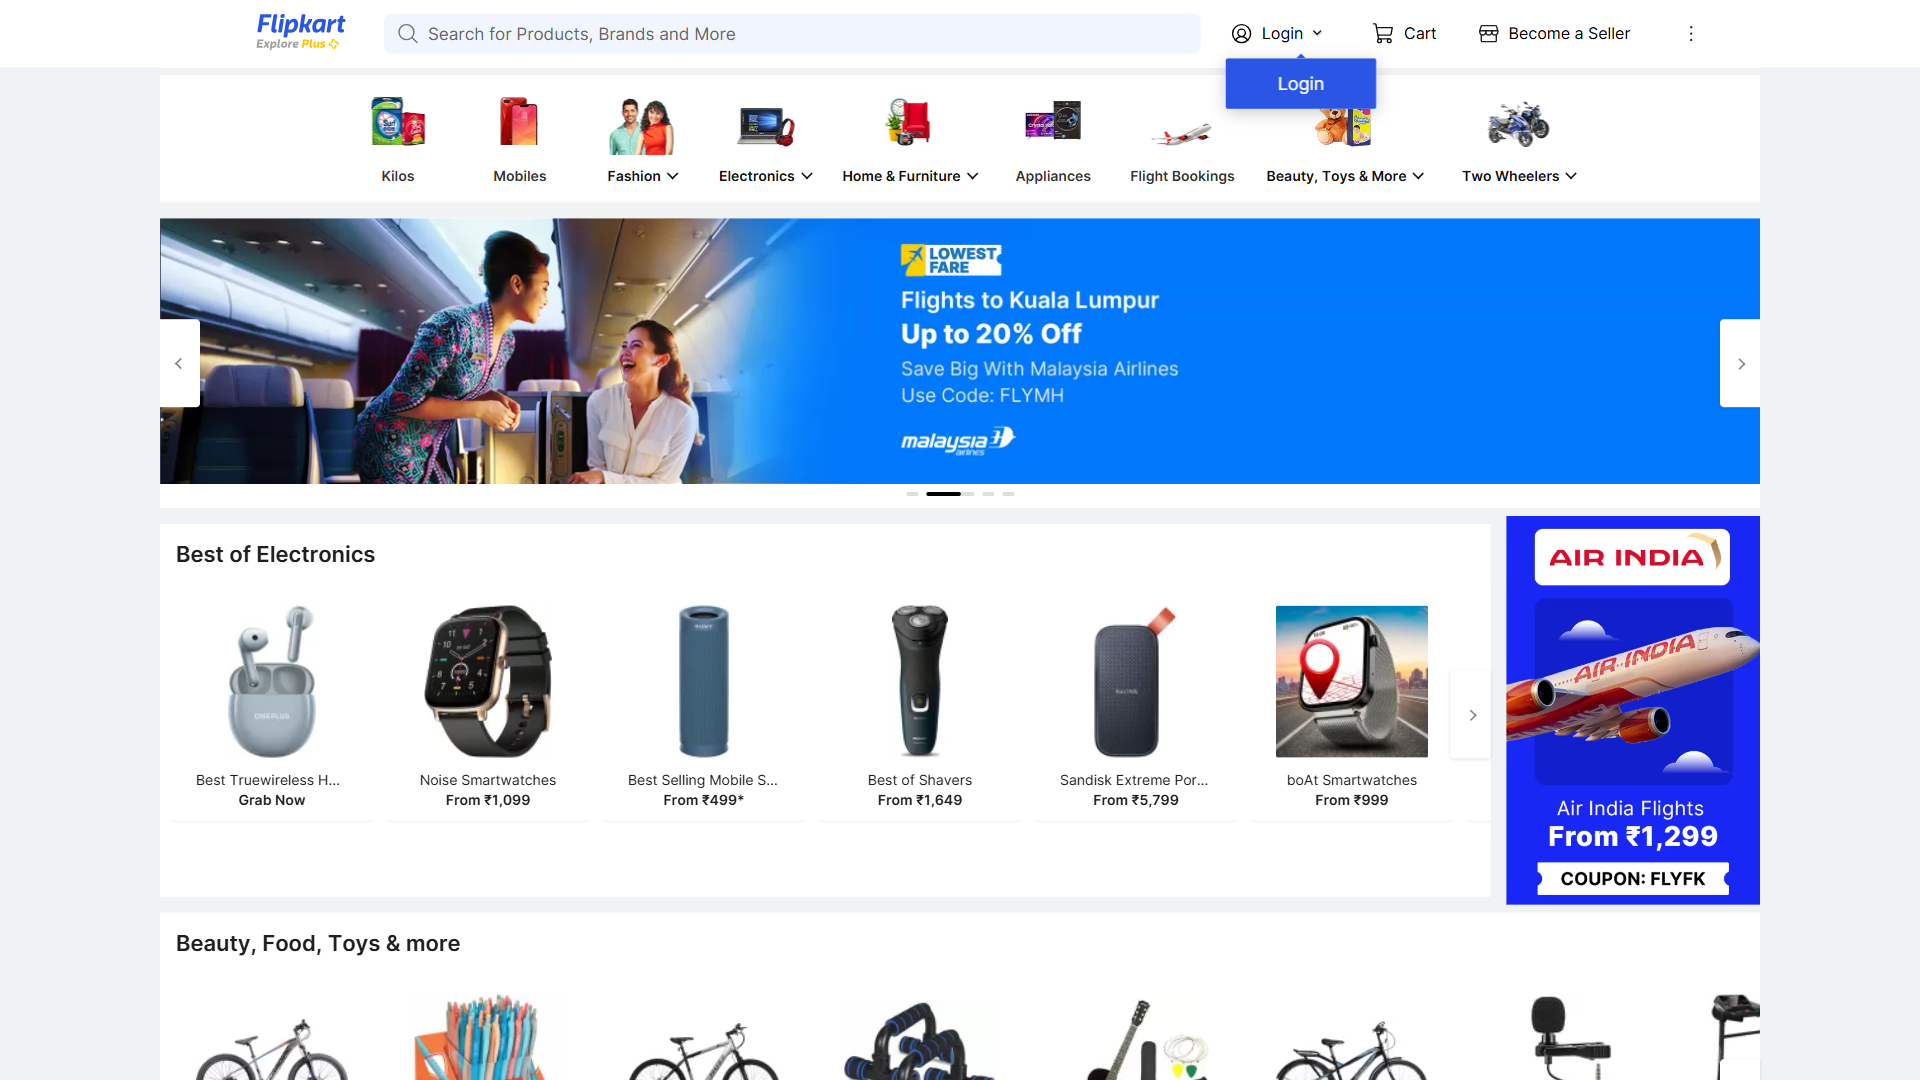 Flipkart
Explore Plus
Search for Products, Brands and More
Login
Cart
Become a Seller
Login
Kilos
Mobiles
Fashion
Electronics
Home & Furniture
Appliances
Flight Bookings
Beauty, Toys & More
Two Wheelers
LOWEST
FARE
Flights to Kuala Lumpur
Up to 20% Off
Save Big With Malaysia Airlines
Use Code: FLYMH
malaysia
airlines
Best of Electronics
ONEPLUS
SONY
SanDisk
Best Truewireless H...
Grab Now
Noise Smartwatches
From ₹1,099
Best Selling Mobile S...
From ₹499*
Best of Shavers
From ₹1,649
Sandisk Extreme Por...
From ₹5,799
boAt Smartwatches
From ₹999
AIR INDIA
AIR INDIA
Air India Flights
From ₹1,299
COUPON: FLYFK
Beauty, Food, Toys & more